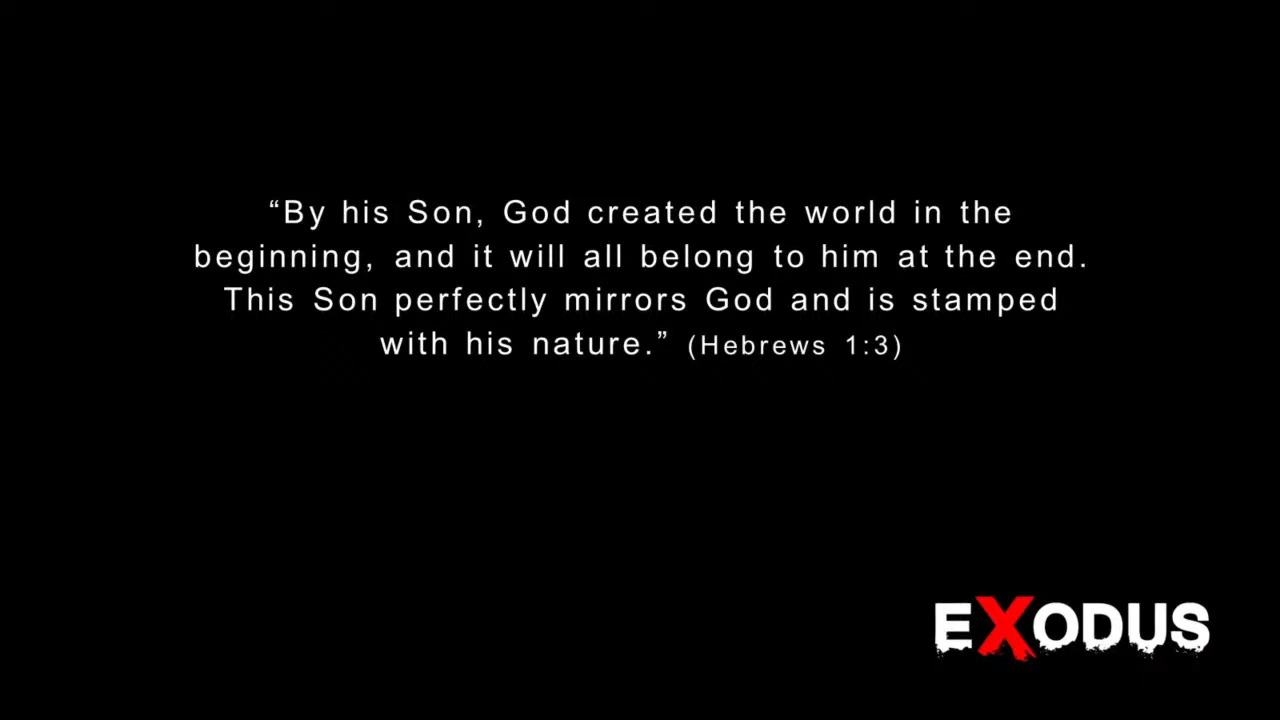 “By his Son, God created the world in the
beginning, and it will all belong to him at the end.
This Son perfectly mirrors God and is stamped
with his nature.” (Hebrews 1:3)
EXODUS